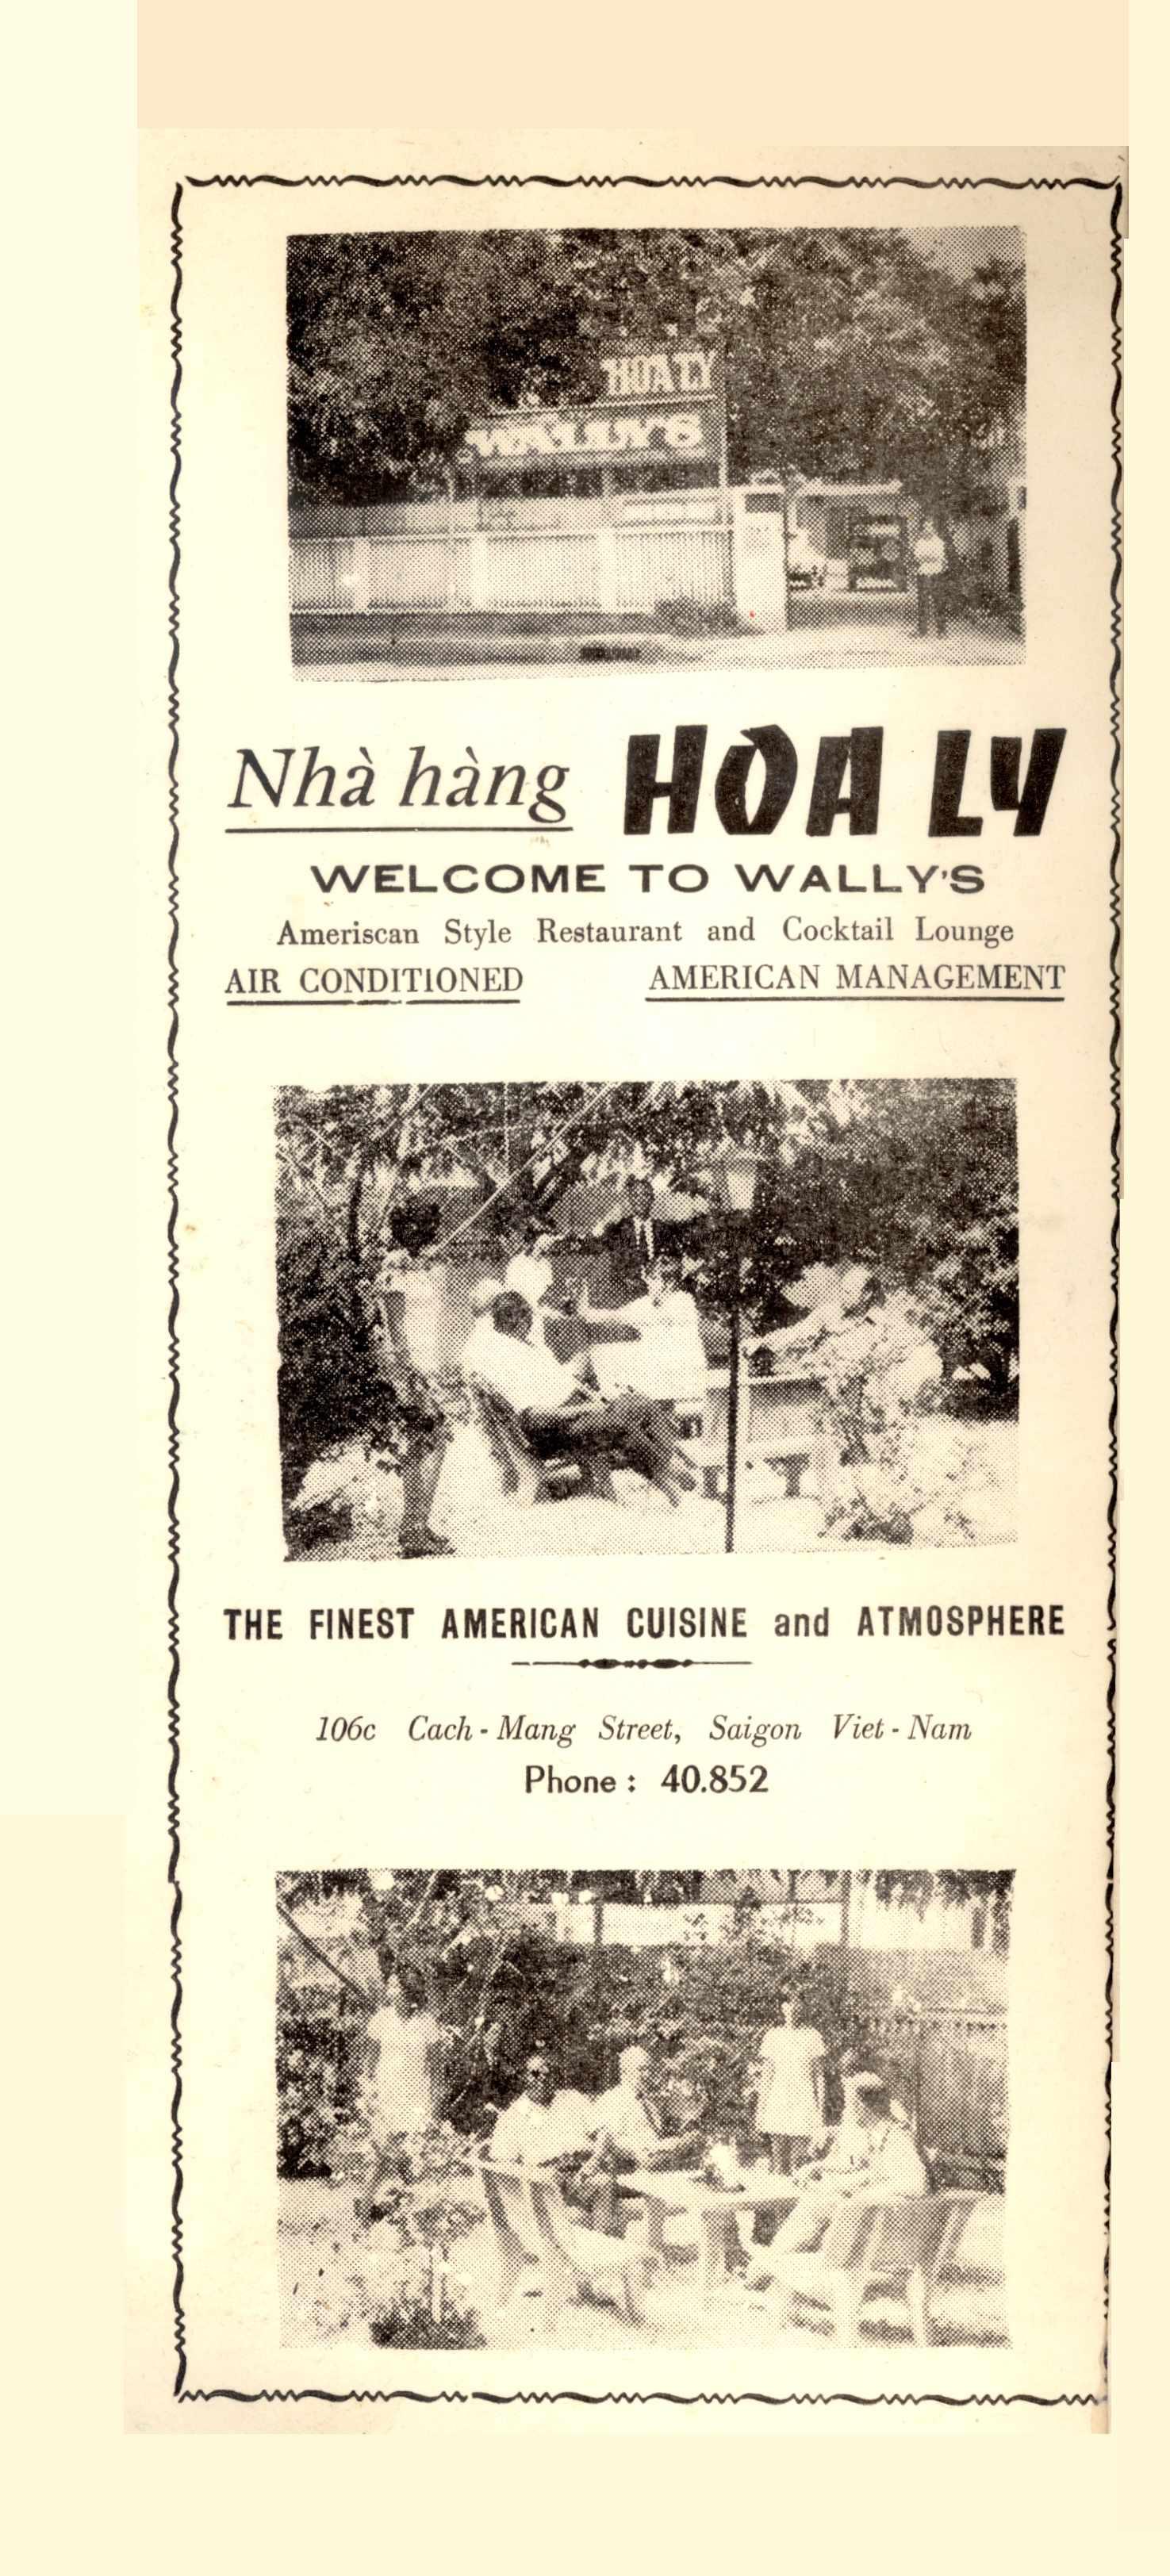 HOA LY
WALLY'S
Nhà hàng HOA LY
WELCOME TO WALLY'S
Ameriscan Style Restaurant and Cocktail Lounge
AIR CONDITIONED AMERICAN MANAGEMENT
THE FINEST AMERICAN CUISINE and ATMOSPHERE
106c Cach - Mang Street, Saigon Viet - Nam
Phone : 40.852